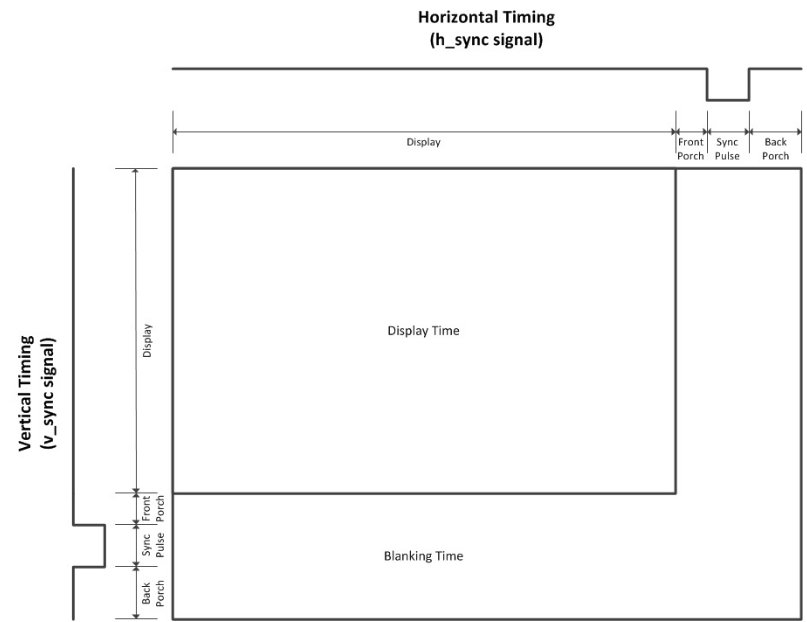 Horizontal Timing
(h_sync signal)
Display
Front
Porch
Sync
Pulse
Back
Porch
Vertical Timing
(v_sync signal)
Display
Display Time
Front
Porch
Sync
Pulse
Back
Porch
Blanking Time